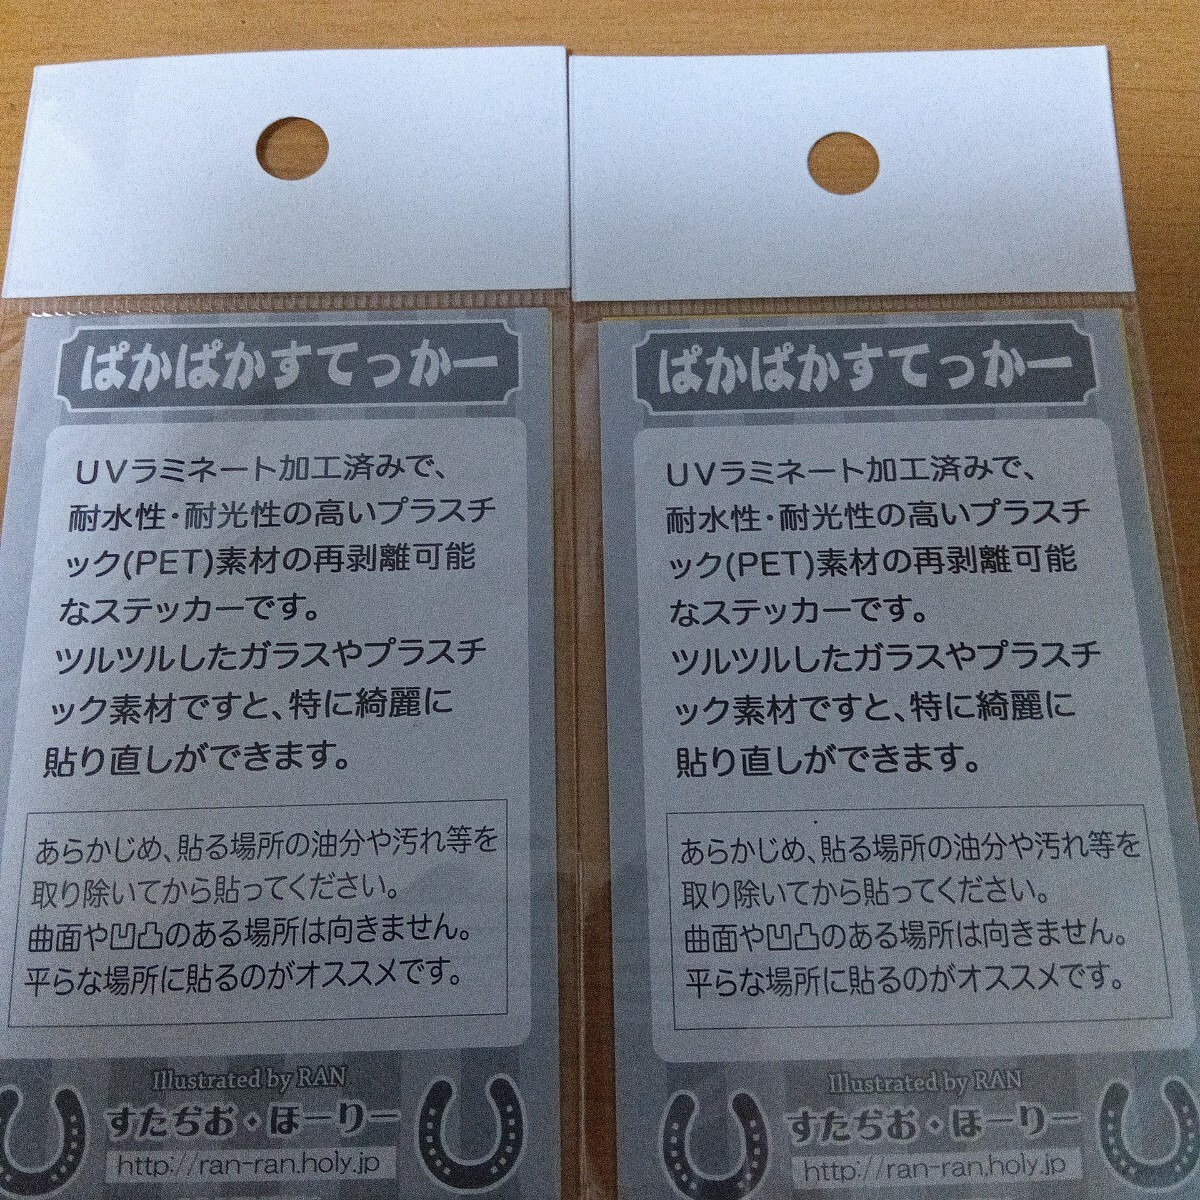 ぱかぱかすてっかー
UVラミネート加工済みで、
耐水性・耐光性の高いプラスチ
ック(PET)素材の再剥離可能
なステッカーです。
ツルツルしたガラスやプラスチ
ック素材ですと、特に綺麗に
貼り直しができます。
あらかじめ、貼る場所の油分や汚れ等を
取り除いてから貼ってください。
曲面や凹凸のある場所は向きません。
平らな場所に貼るのがオススメです。
Illustrated by RAN
すたぢお・ほーりー
http://ran-ran.holy.jp
ぱかぱかすてっかー
UVラミネート加工済みで、
耐水性・耐光性の高いプラスチ
ック(PET)素材の再剥離可能
なステッカーです。
ツルツルしたガラスやプラスチ
ック素材ですと、特に綺麗に
貼り直しができます。
あらかじめ、貼る場所の油分や汚れ等を
取り除いてから貼ってください。
曲面や凹凸のある場所は向きません。
平らな場所に貼るのがオススメです。
Illustrated by RAN
すたぢお・ほーりー
http://ran-ran.holy.jp